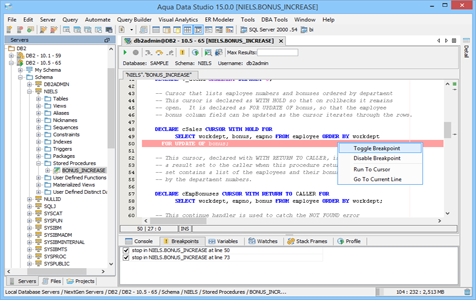 Aqua Data Studio 15.0.0 [NIELS.BONUS_INCREASE]
File Edit Server Automate Query Builder Visual Analytics ER Modeler Tools DBA Tools Window Help
SQL Server 2000 .54 bi
Servers
db2admin@DB2 - 10.5 - 65 [NIELS.BONUS_INCREASE]
DB2
DB2 - 10.1 - 59
DB2 - 10.5 - 65
My Schema
Schema
DB2ADMIN
NIELS
Tables
Views
Aliases
Nicknames
Sequences
Constraints
Indexes
Triggers
Packages
Stored Procedures
BONUS_INCREASE
User Defined Functions
Materialized Views
User Defined Distinct Da
NULLID
SQLJ
SYSCAT
SYSFUN
SYSIBM
SYSIBMADM
SYSIBMINTERNAL
SYSIBMTS
SYSPROC
SYSPUBLIC
Max Results:
Database: SAMPLE Schema: NIELS Username: db2admin
"NIELS"."BONUS_INCREASE"
-- Cursor that lists employee numbers and bonuses ordered by department
-- This cursor is declared as WITH HOLD so that on rollbacks it remains
-- open. It is declared as FOR UPDATE OF bonus, so that the employee
-- bonus column field can be updated as the cursor iterates through the rows.
DECLARE cSales CURSOR WITH HOLD FOR
SELECT workdept, bonus, empno FROM employee ORDER BY workdept
50 FOR UPDATE OF bonus;
-- This cursor, declared with WITH RETURN TO CALLER, i
-- a result set to the caller when this procedure retu
-- set contains a list of the employees and their bonu
-- by the department numbers.
DECLARE cEmpBonuses CURSOR WITH RETURN TO CALLER FOR
SELECT workdept, empno, bonus FROM employee ORDER BY workdept;
-- This continue handler is used to catch the NOT FOUND error
Toggle Breakpoint
Disable Breakpoint
Run To Cursor
Go To Current Line
Detail
50 : 27 : 0 INS
Console Breakpoints Variables Watches Stack Frames Profile
stop in NIELS.BONUS_INCREASE at line 50
stop in NIELS.BONUS_INCREASE at line 73
Servers Files Projects
Local Database Servers / NextGen Servers / DB2 / DB2 - 10.5 - 65 / Schema / NIELS / Stored Procedures / BONUS_INCR...
104 : 232 : 2,513 MB